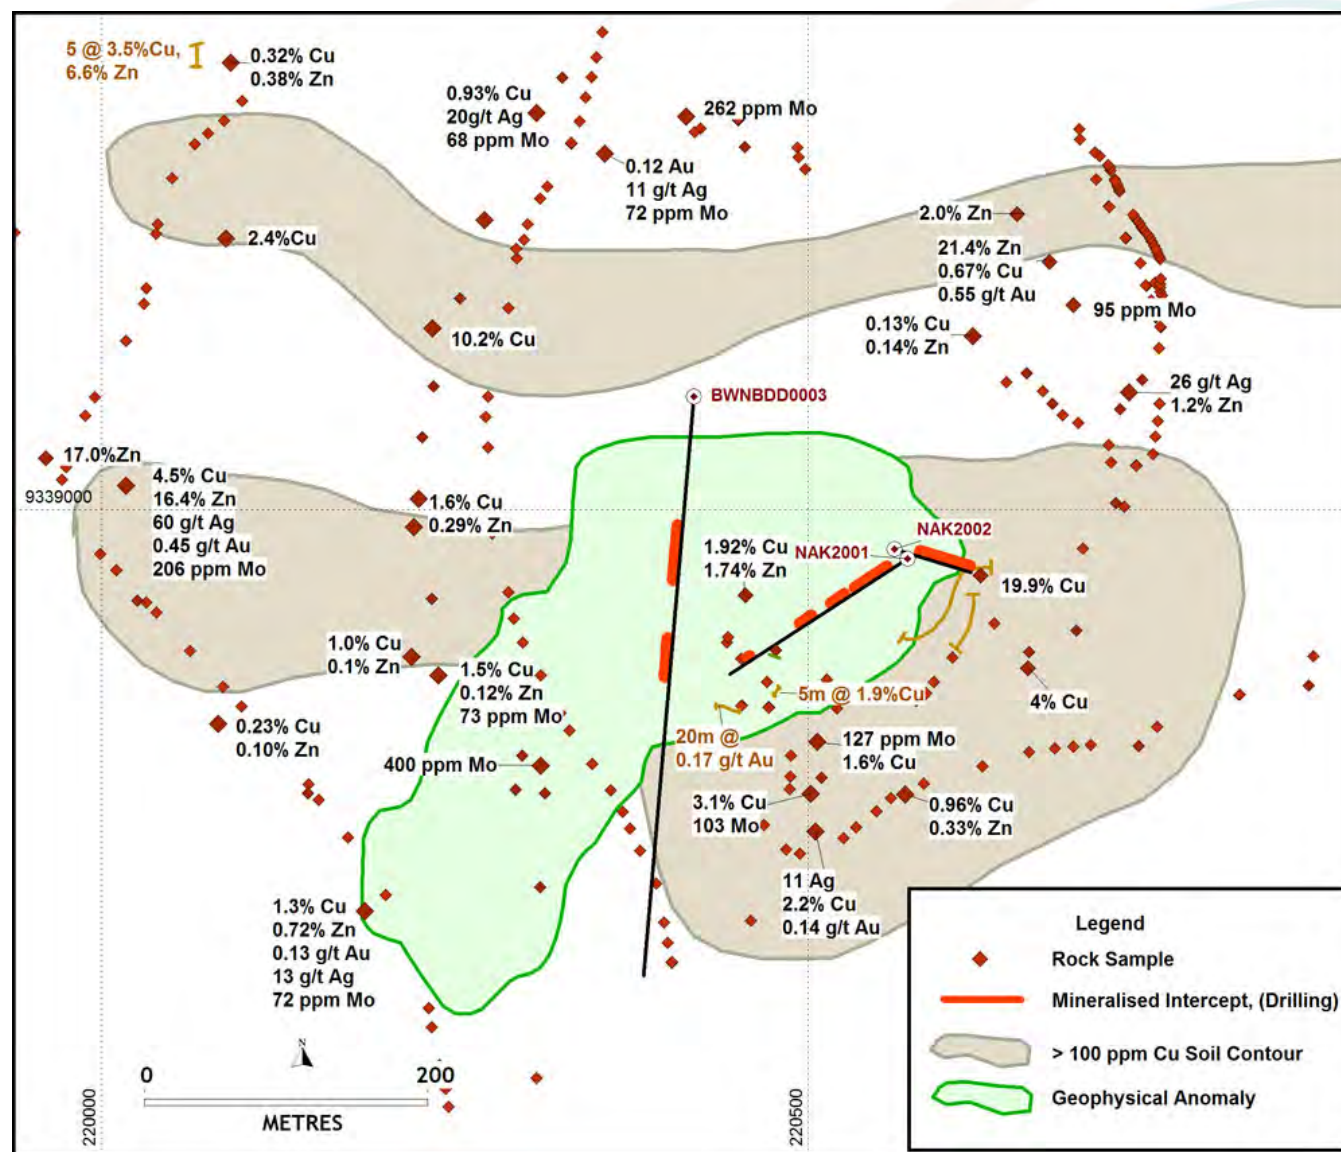 5 @ 3.5%Cu,
6.6% Zn
0.32% Cu
0.38% Zn
0.93% Cu
20g/t Ag
68 ppm Mo
262 ppm Mo
0.12 Au
11 g/t Ag
72 ppm Mo
2.4%Cu
2.0% Zn
21.4% Zn
0.67% Cu
0.55 g/t Au
95 ppm Mo
0.13% Cu
0.14% Zn
10.2% Cu
26 g/t Ag
1.2% Zn
BWNBDD0003
17.0%Zn
4.5% Cu
16.4% Zn
60 g/t Ag
0.45 g/t Au
206 ppm Mo
9339000
1.6% Cu
0.29% Zn
NAK2002
NAK2001
1.92% Cu
1.74% Zn
19.9% Cu
1.0% Cu
0.1% Zn
1.5% Cu
0.12% Zn
73 ppm Mo
5m @ 1.9%Cu
4% Cu
0.23% Cu
0.10% Zn
20m @
0.17 g/t Au
127 ppm Mo
1.6% Cu
400 ppm Mo
3.1% Cu
103 Mo
0.96% Cu
0.33% Zn
11 Ag
2.2% Cu
0.14 g/t Au
1.3% Cu
0.72% Zn
0.13 g/t Au
13 g/t Ag
72 ppm Mo
Legend
Rock Sample
Mineralised Intercept, (Drilling)
> 100 ppm Cu Soil Contour
Geophysical Anomaly
N
0 200
METRES
220000
220500